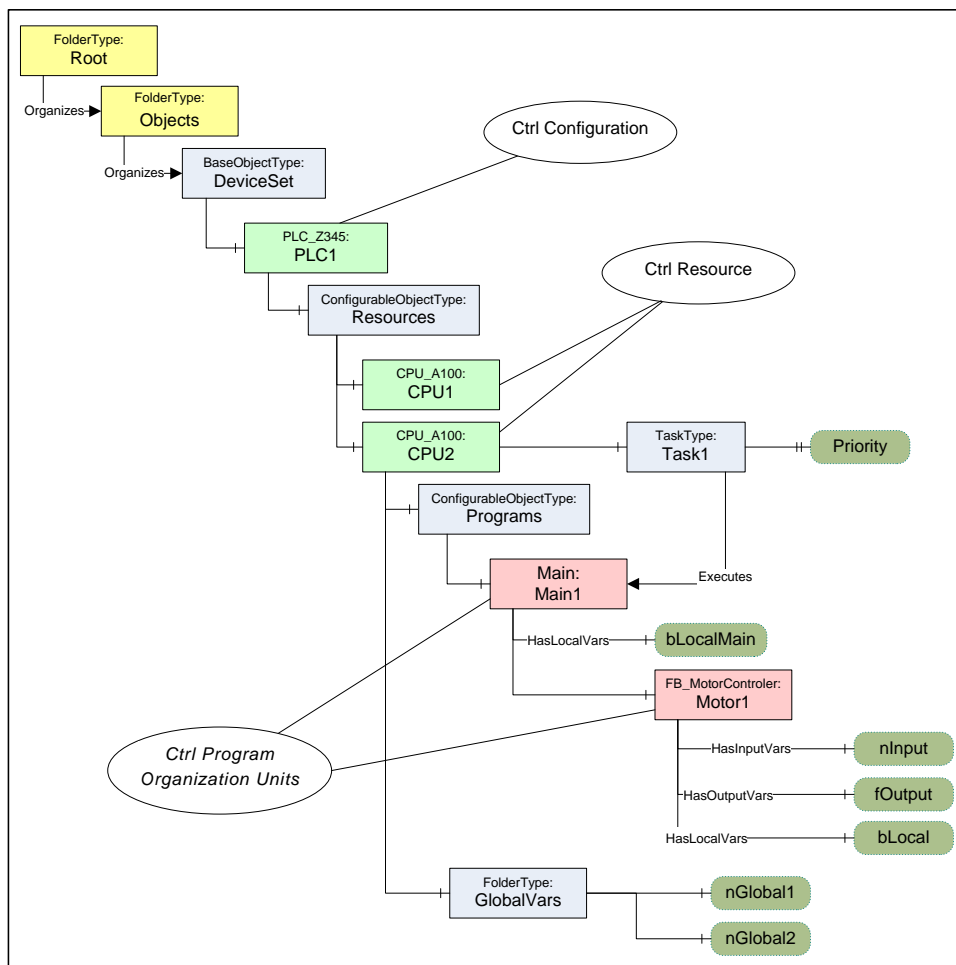 FolderType:
Root
Organizes
FolderType:
Objects
Organizes
BaseObjectType:
DeviceSet
Ctrl Configuration
PLC_Z345:
PLC1
Ctrl Resource
ConfigurableObjectType:
Resources
CPU_A100:
CPU1
CPU_A100:
CPU2
TaskType:
Task1
Priority
ConfigurableObjectType:
Programs
Main:
Main1
Executes
HasLocalVars
bLocalMain
FB_MotorControler:
Motor1
Ctrl Program
Organization Units
HasInputVars
nInput
HasOutputVars
fOutput
HasLocalVars
bLocal
FolderType:
GlobalVars
nGlobal1
nGlobal2